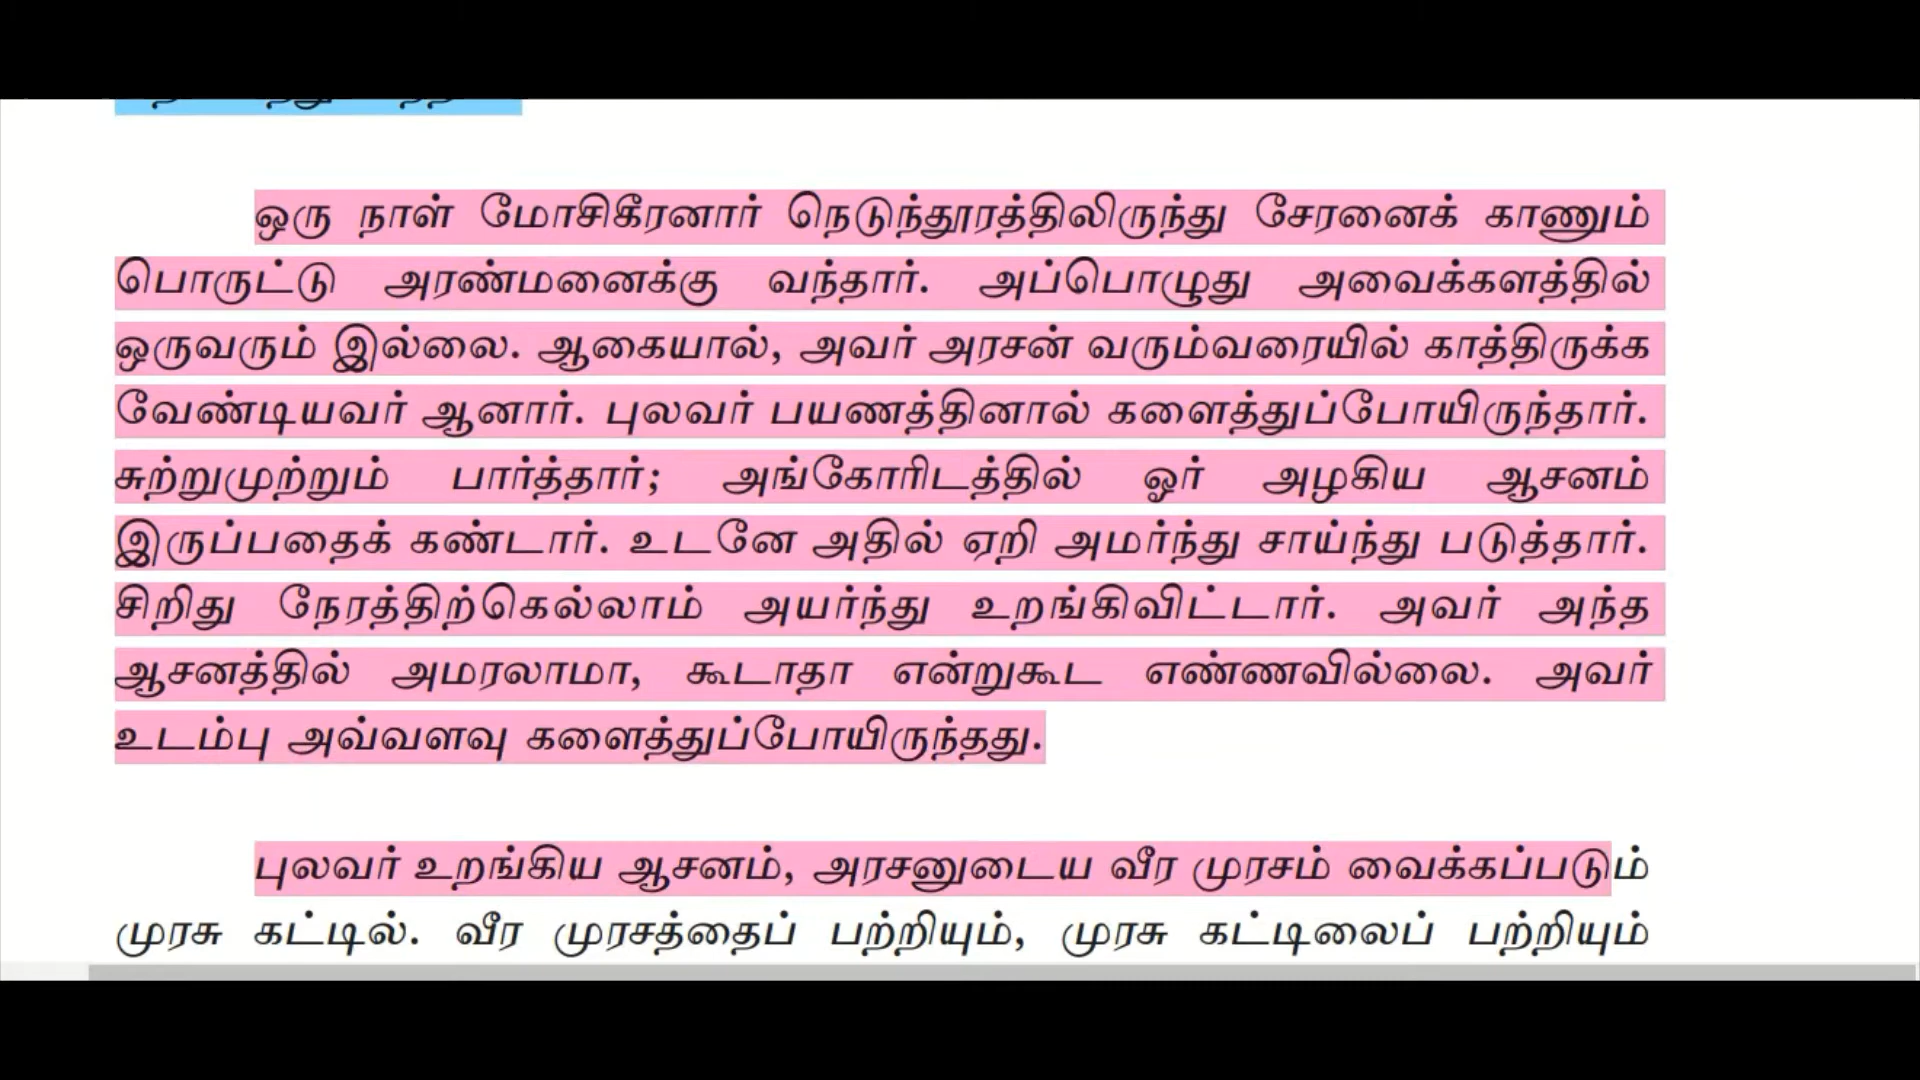 ஒரு நாள் மோசிகீரனார் நெடுந்தூரத்திலிருந்து சேரனைக் காணும்
பொருட்டு அரண்மனைக்கு வந்தார். அப்பொழுது அவைக்களத்தில்
ஒருவரும் இல்லை. ஆகையால், அவர் அரசன் வரும்வரையில் காத்திருக்க
வேண்டியவர் ஆனார். புலவர் பயணத்தினால் களைத்துப்போயிருந்தார்.
சுற்றுமுற்றும் பார்த்தார்; அங்கோரிடத்தில் ஓர் அழகிய ஆசனம்
இருப்பதைக் கண்டார். உடனே அதில் ஏறி அமர்ந்து சாய்ந்து படுத்தார்.
சிறிது நேரத்திற்கெல்லாம் அயர்ந்து உறங்கிவிட்டார். அவர் அந்த
ஆசனத்தில் அமரலாமா, கூடாதா என்றுகூட எண்ணவில்லை. அவர்
உடம்பு அவ்வளவு களைத்துப்போயிருந்தது.
புலவர் உறங்கிய ஆசனம், அரசனுடைய வீர முரசம் வைக்கப்படும்
முரசு கட்டில். வீர முரசத்தைப் பற்றியும், முரசு கட்டிலைப் பற்றியும்